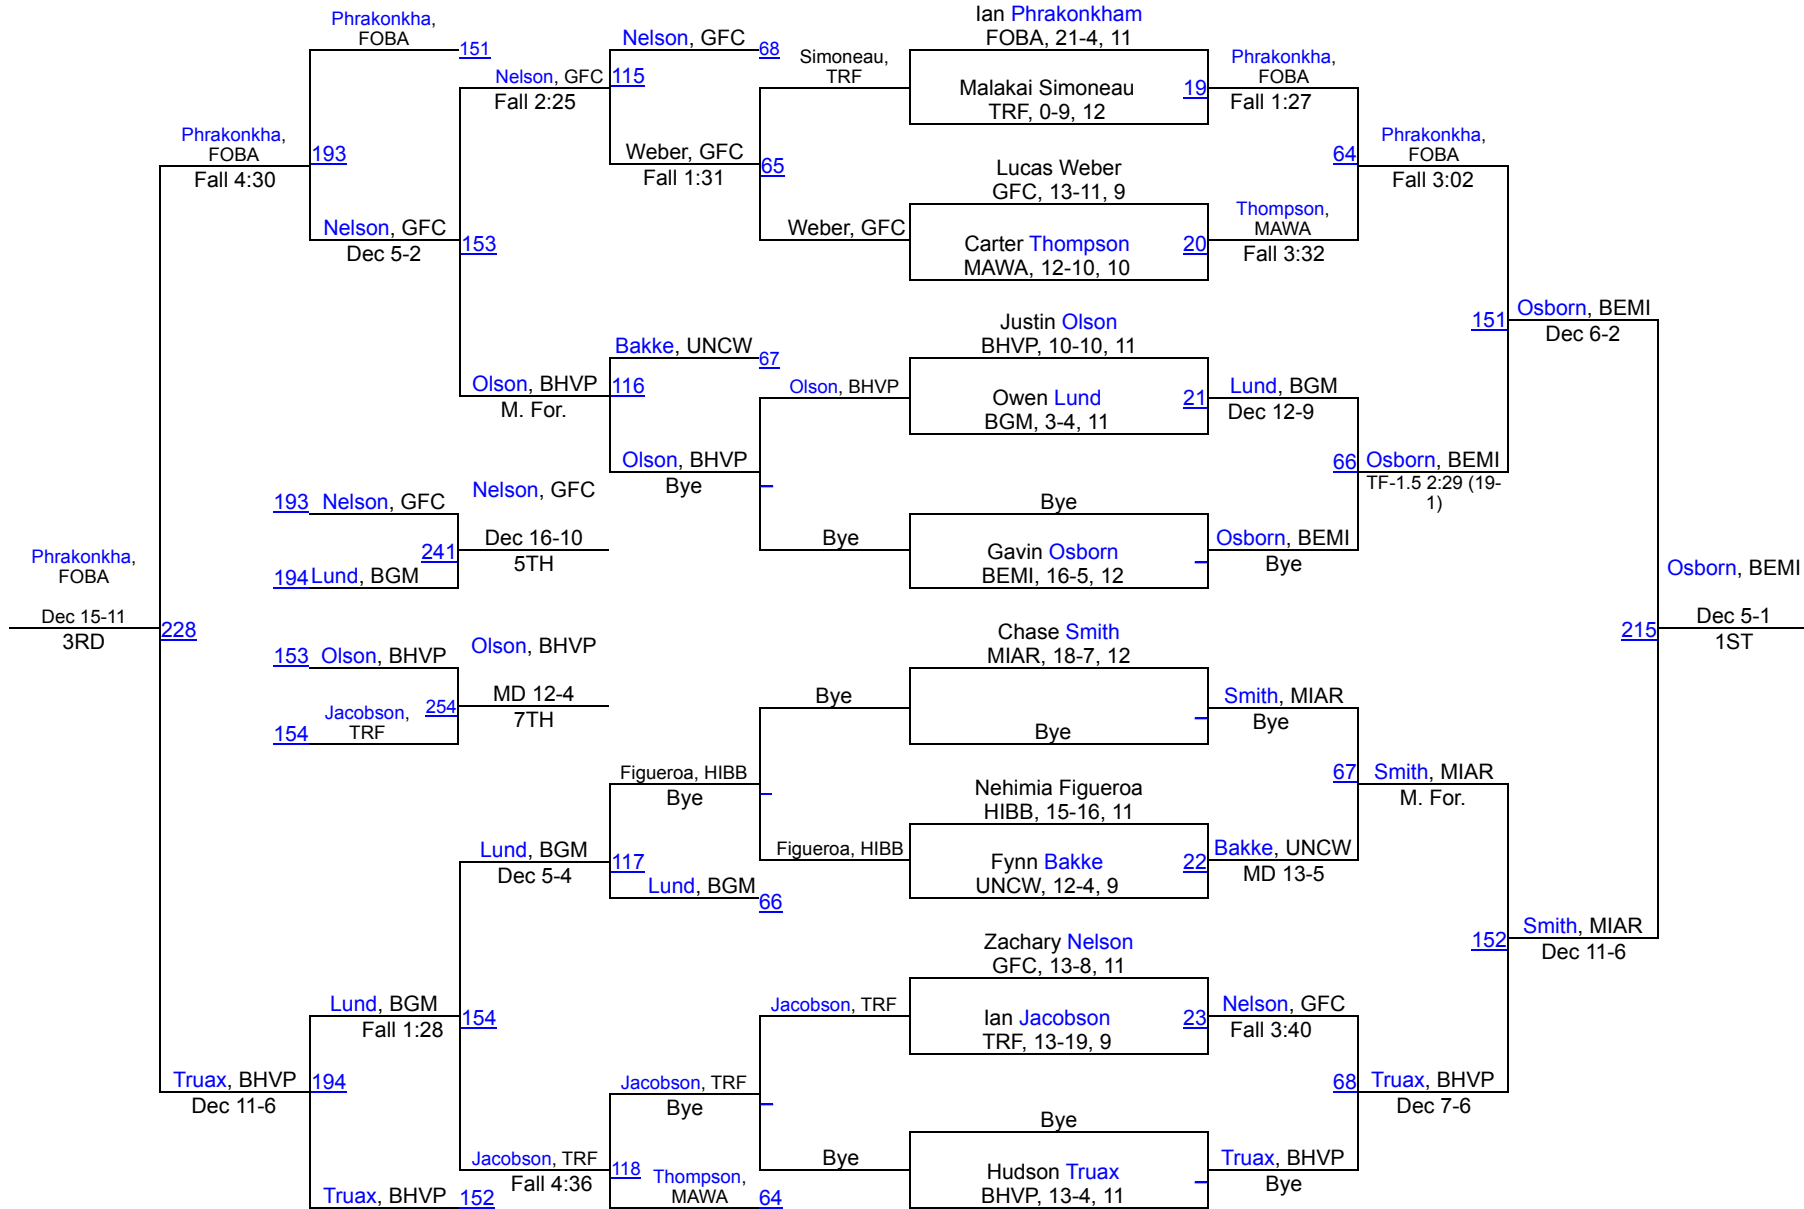 Phrakonkha,
FOBA
151
Phrakonkha,
FOBA
Fall 4:30
193
Nelson, GFC
Dec 5-2
153
Nelson, GFC
Fall 2:25
115
Nelson, GFC
68
Weber, GFC
Fall 1:31
65
Simoneau,
TRF
Weber, GFC
Olson, BHVP
M. For.
116
Bakke, UNCW
67
Olson, BHVP
Bye
Olson, BHVP
Bye
193
Nelson, GFC
194
Lund, BGM
241
Nelson, GFC
Dec 16-10
5TH
Phrakonkha,
FOBA
Dec 15-11
3RD
228
153
Olson, BHVP
154
Jacobson,
TRF
254
Olson, BHVP
MD 12-4
7TH
Bye
Figueroa, HIBB
Bye
Figueroa, HIBB
Lund, BGM
Dec 5-4
117
Lund, BGM
66
Lund, BGM
Fall 1:28
154
Truax, BHVP
Dec 11-6
194
Truax, BHVP
152
Jacobson, TRF
Jacobson, TRF
Bye
Bye
Jacobson, TRF
Fall 4:36
118
Thompson,
MAWA
64
Ian Phrakonkham
FOBA, 21-4, 11
Malakai Simoneau
TRF, 0-9, 12
19
Lucas Weber
GFC, 13-11, 9
Carter Thompson
MAWA, 12-10, 10
20
Justin Olson
BHVP, 10-10, 11
Owen Lund
BGM, 3-4, 11
21
Bye
Gavin Osborn
BEMI, 16-5, 12
Chase Smith
MIAR, 18-7, 12
Bye
Nehimia Figueroa
HIBB, 15-16, 11
Fynn Bakke
UNCW, 12-4, 9
22
Zachary Nelson
GFC, 13-8, 11
Ian Jacobson
TRF, 13-19, 9
23
Bye
Hudson Truax
BHVP, 13-4, 11
Phrakonkha,
FOBA
Fall 1:27
Thompson,
MAWA
Fall 3:32
64
Phrakonkha,
FOBA
Fall 3:02
Lund, BGM
Dec 12-9
Osborn, BEMI
Bye
66
Osborn, BEMI
TF-1.5 2:29 (19-
1)
151
Osborn, BEMI
Dec 6-2
Smith, MIAR
Bye
Bakke, UNCW
MD 13-5
67
Smith, MIAR
M. For.
Nelson, GFC
Fall 3:40
Truax, BHVP
Bye
68
Truax, BHVP
Dec 7-6
152
Smith, MIAR
Dec 11-6
215
Osborn, BEMI
Dec 5-1
1ST